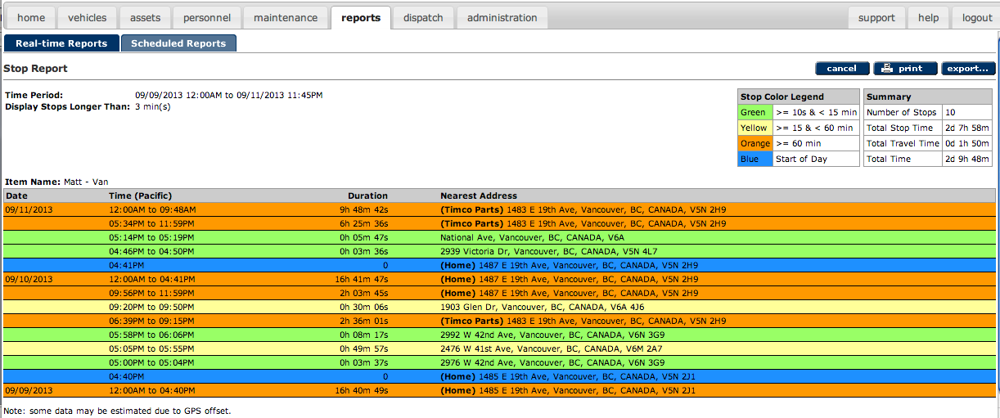 home vehicles assets personnel maintenance reports dispatch administration support help logout
Real-time Reports Scheduled Reports
Stop Report cancel print export...
Time Period: 09/09/2013 12:00AM to 09/11/2013 11:45PM
Display Stops Longer Than: 3 min(s)
Stop Color Legend
Green >= 10s & < 15 min
Yellow >= 15 & < 60 min
Orange >= 60 min
Blue Start of Day
Summary
Number of Stops 10
Total Stop Time 2d 7h 58m
Total Travel Time 0d 1h 50m
Total Time 2d 9h 48m
Item Name: Matt - Van
Date Time (Pacific) Duration Nearest Address
09/11/2013 12:00AM to 09:48AM 9h 48m 42s (Timco Parts) 1483 E 19th Ave, Vancouver, BC, CANADA, V5N 2H9
05:34PM to 11:59PM 6h 25m 36s (Timco Parts) 1483 E 19th Ave, Vancouver, BC, CANADA, V5N 2H9
05:14PM to 05:19PM 0h 05m 47s National Ave, Vancouver, BC, CANADA, V6A
04:46PM to 04:50PM 0h 03m 36s 2939 Victoria Dr, Vancouver, BC, CANADA, V5N 4L7
04:41PM 0 (Home) 1487 E 19th Ave, Vancouver, BC, CANADA, V5N 2H9
09/10/2013 12:00AM to 04:41PM 16h 41m 47s (Home) 1487 E 19th Ave, Vancouver, BC, CANADA, V5N 2H9
09:56PM to 11:59PM 2h 03m 45s (Home) 1487 E 19th Ave, Vancouver, BC, CANADA, V5N 2H9
09:20PM to 09:50PM 0h 30m 06s 1903 Glen Dr, Vancouver, BC, CANADA, V6A 4J6
06:39PM to 09:15PM 2h 36m 01s (Timco Parts) 1483 E 19th Ave, Vancouver, BC, CANADA, V5N 2H9
05:58PM to 06:06PM 0h 08m 17s 2992 W 42nd Ave, Vancouver, BC, CANADA, V6N 3G9
05:05PM to 05:55PM 0h 49m 57s 2476 W 41st Ave, Vancouver, BC, CANADA, V6M 2A7
05:00PM to 05:04PM 0h 03m 37s 2976 W 42nd Ave, Vancouver, BC, CANADA, V6N 3G9
04:40PM 0 (Home) 1485 E 19th Ave, Vancouver, BC, CANADA, V5N 2J1
09/09/2013 12:00AM to 04:40PM 16h 40m 49s (Home) 1485 E 19th Ave, Vancouver, BC, CANADA, V5N 2J1
Note: some data may be estimated due to GPS offset.